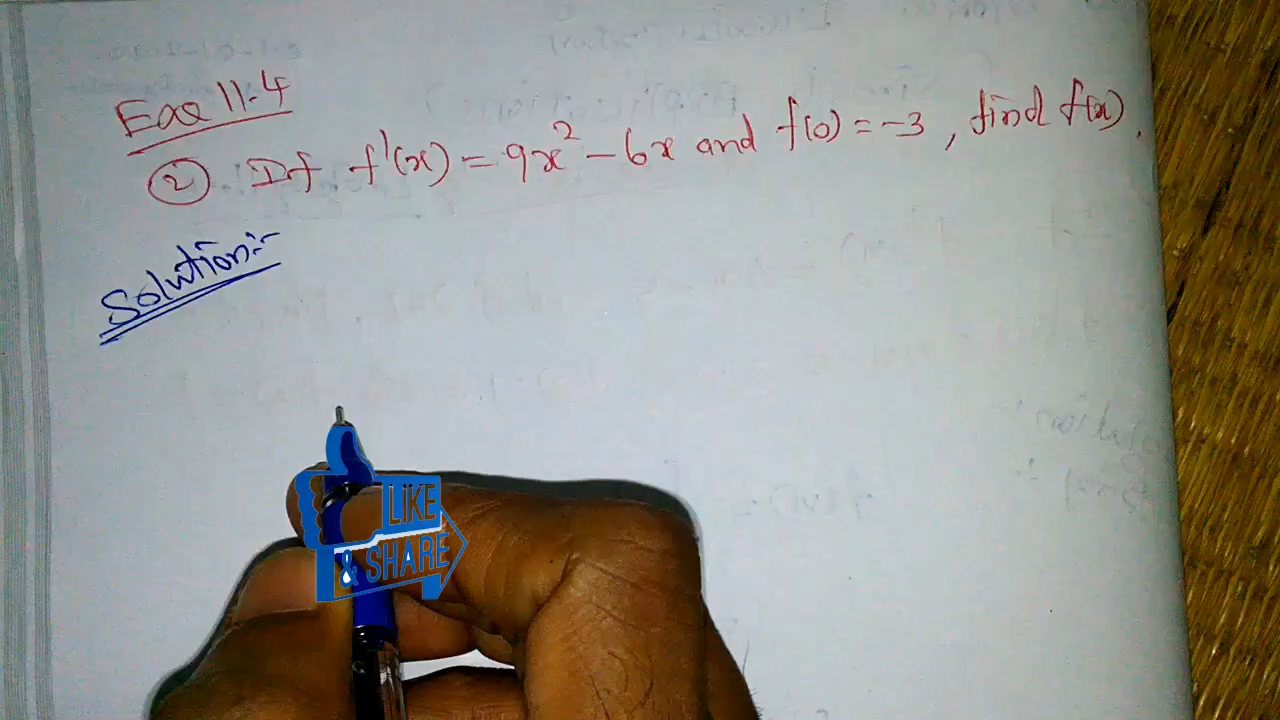 Exe 11.4
② If f'(x) = 9x² - 6x and f(0) = -3, find f(x).
Solution:-
LIKE
& SHARE